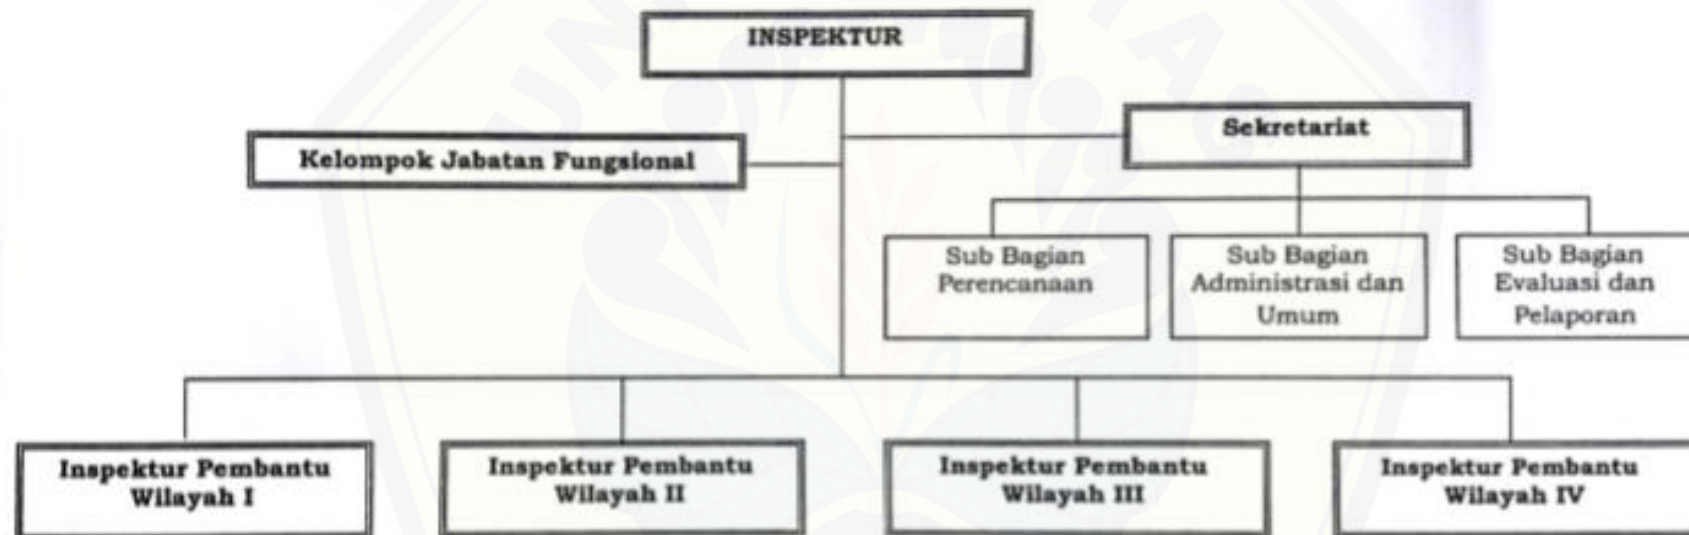 INSPEKTUR
Sekretariat
Kelompok Jabatan Fungsional
Sub Bagian
Perencanaan
Sub Bagian
Administrasi dan
Umum
Sub Bagian
Evaluasi dan
Pelaporan
Inspektur Pembantu
Wilayah I
Inspektur Pembantu
Wilayah II
Inspektur Pembantu
Wilayah III
Inspektur Pembantu
Wilayah IV